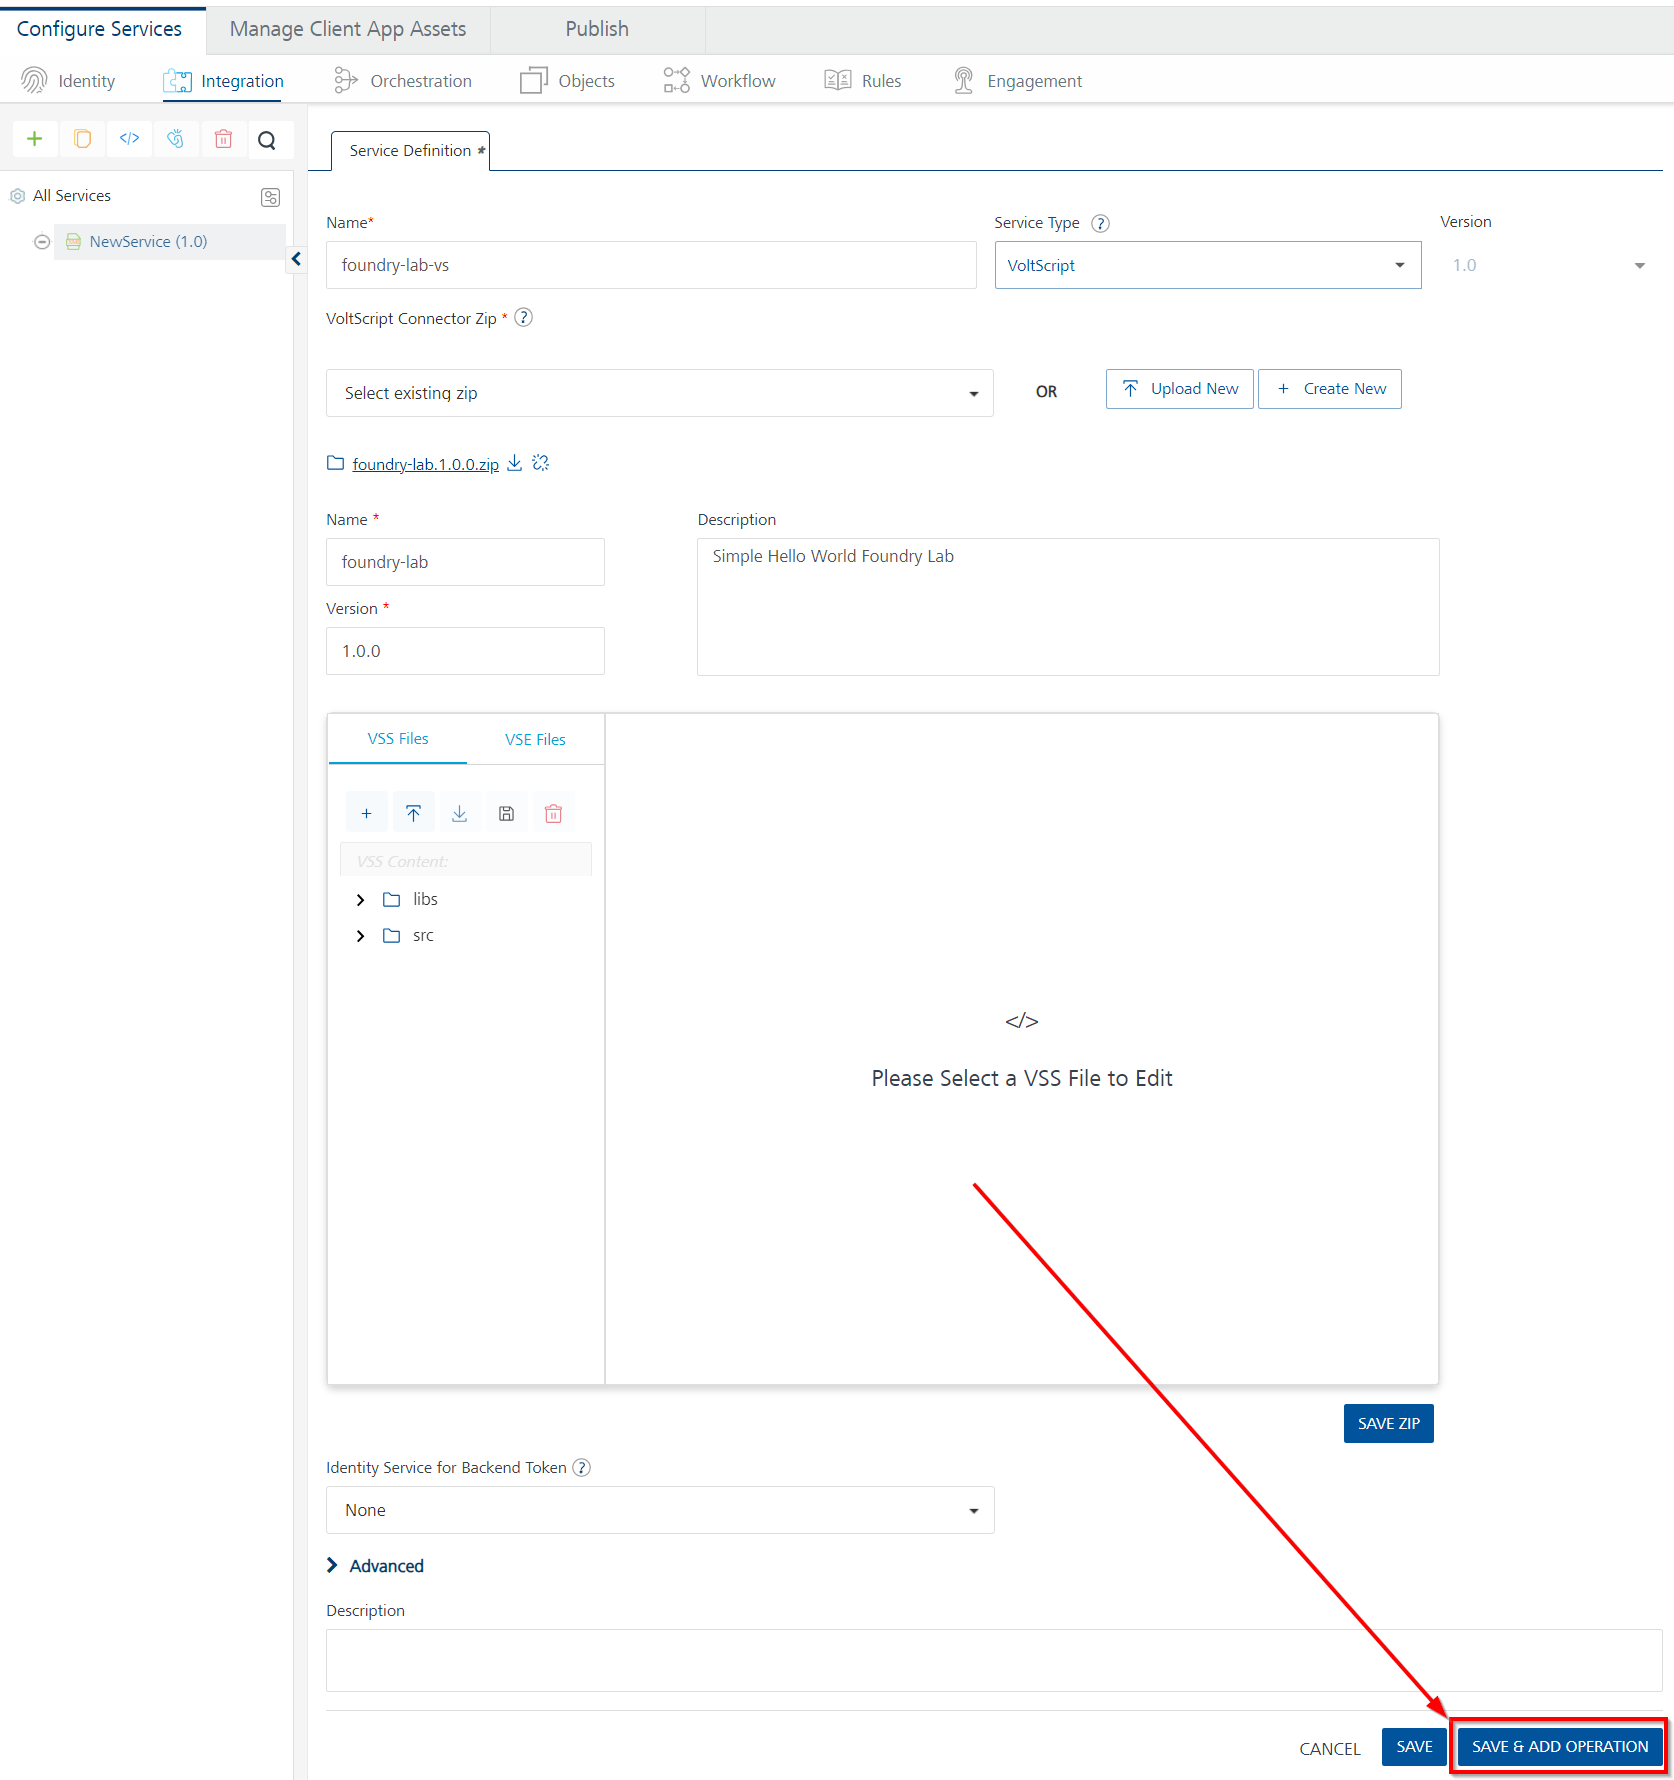 Configure Services
Manage Client App Assets
Publish
Identity
Integration
Orchestration
Objects
Workflow
Rules
Engagement
Service Definition *
All Services
NewService (1.0)
Name*
Service Type ?
Version
foundry-lab-vs
VoltScript
1.0
VoltScript Connector Zip * ?
Select existing zip
OR
Upload New
+ Create New
foundry-lab.1.0.0.zip
Name *
Description
foundry-lab
Simple Hello World Foundry Lab
Version *
1.0.0
VSS Files
VSE Files
VSS Content:
libs
src
</>
Please Select a VSS File to Edit
SAVE ZIP
Identity Service for Backend Token ?
None
Advanced
Description
CANCEL
SAVE
SAVE & ADD OPERATION